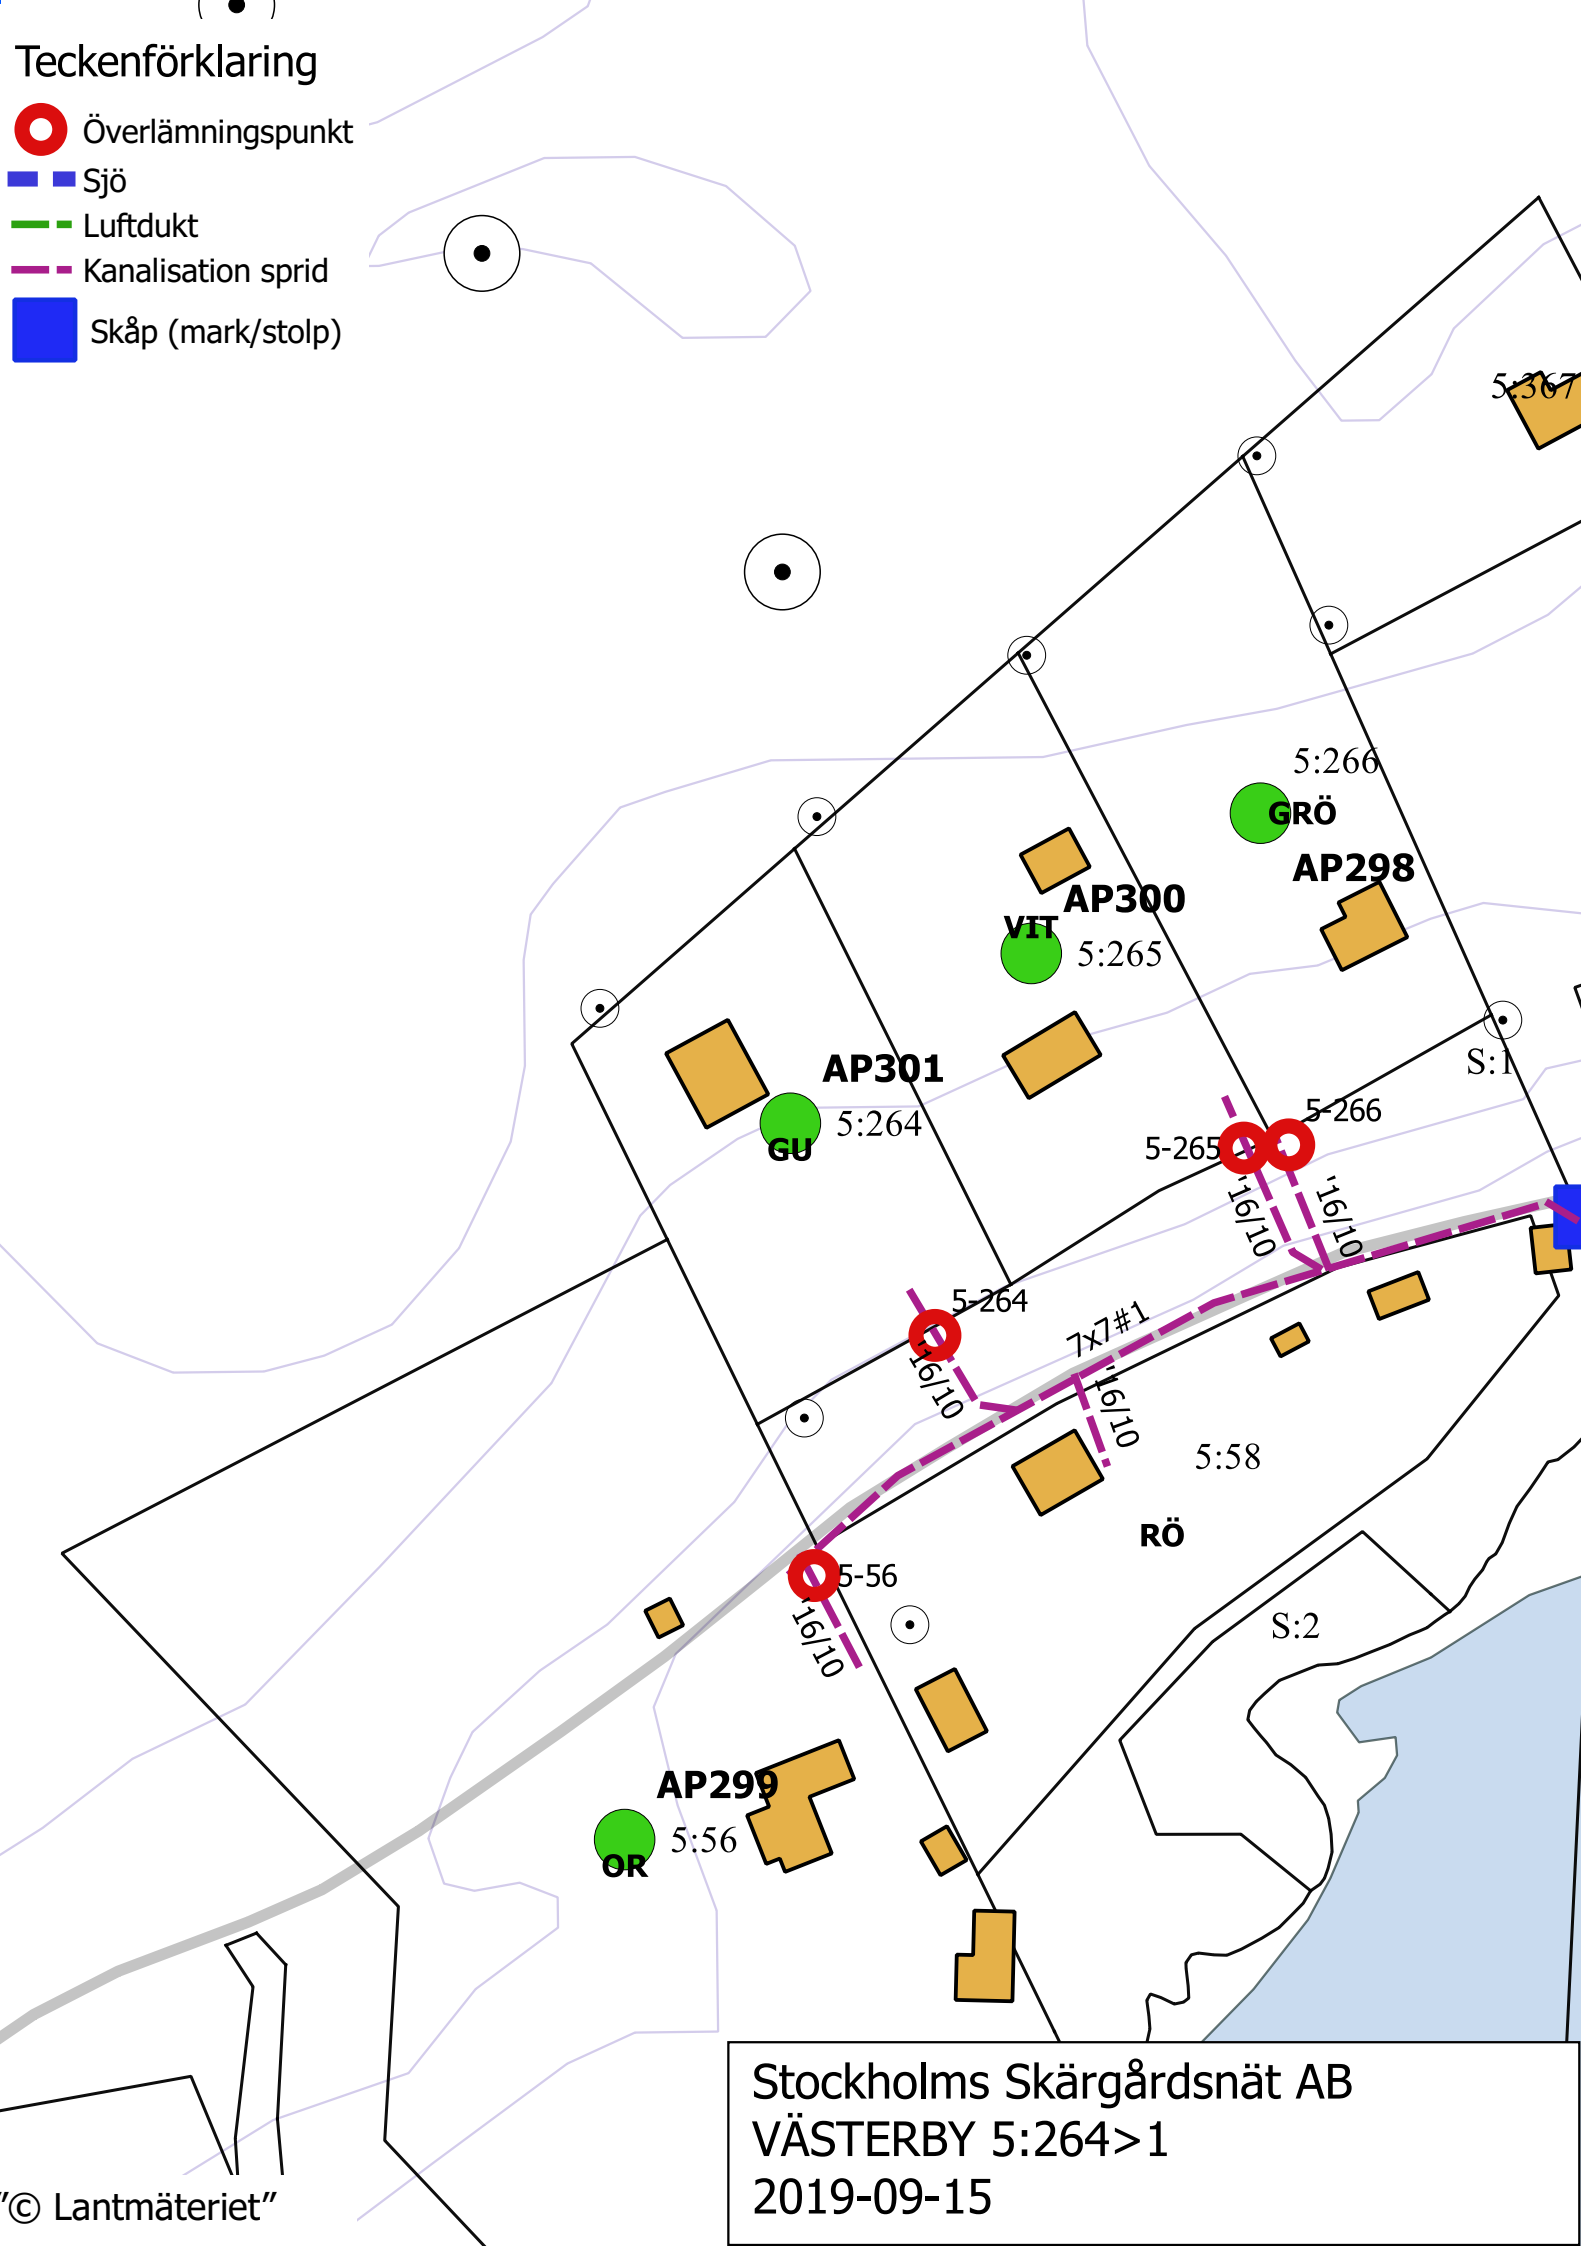 Teckenförklaring
Överlämningspunkt
Sjö
Luftdukt
Kanalisation sprid
Skåp (mark/stolp)
5:367
5:266
GRÖ
AP298
AP300
VIT
5:265
S:1
AP301
5:264
GU
5-266
5-265
'16/10
'16/10
5-264
'16/10
7x7#1
'16/10
5:58
RÖ
5-56
'16/10
S:2
AP299
5:56
OR
Stockholms Skärgårdsnät AB
VÄSTERBY 5:264>1
2019-09-15
"© Lantmäteriet"